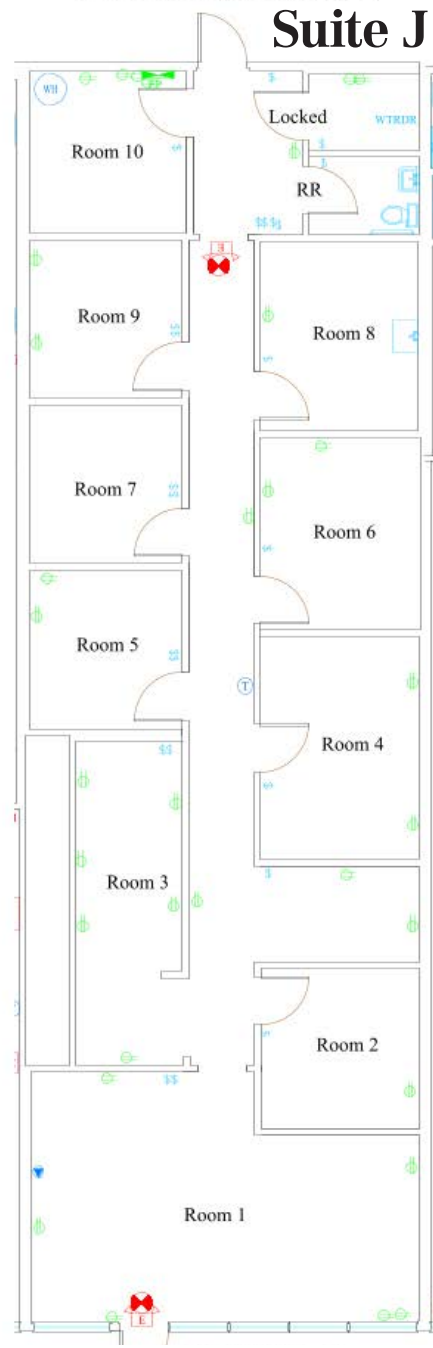 Suite J
WH
Locked
Room 10
WTRDR
$
$
$
$
RR
$$$
E
Room 9
$$
Room 8
$
Room 7
$$
Room 6
$
Room 5
$$
T
Room 4
$
$$
$
Room 3
$
Room 2
$$
Room 1
E